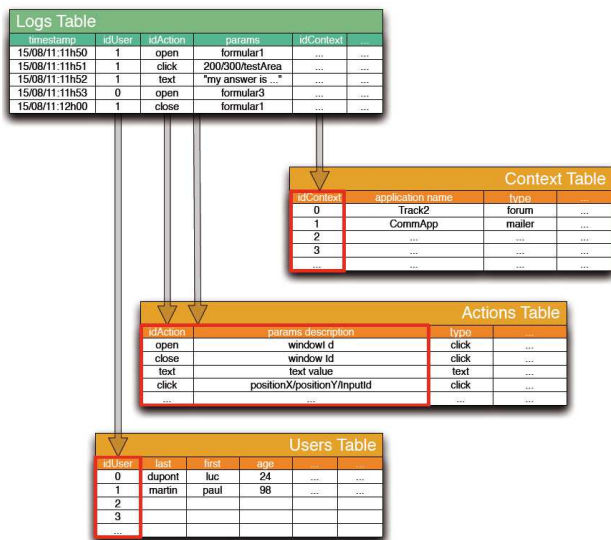 Logs Table
timestamp idUser idAction params idContext ...
15/08/11:11h50 1 open formular1 ... ...
15/08/11:11h51 1 click 200/300/testArea ... ...
15/08/11:11h52 1 text "my answer is ..." ... ...
15/08/11:11h53 0 open formular3 ... ...
15/08/11:12h00 1 close formular1 ... ...
Context Table
idContext application name type ...
0 Track2 forum ...
1 CommApp mailer ...
2 ... ... ...
3 ... ... ...
... ... ... ...
Actions Table
idAction params description type ...
open windowI d click ...
close window Id click ...
text text value text ...
click positionX/positionY/InputId click ...
... ... ... ...
Users Table
idUser last first age ... ...
0 dupont luc 24 ... ...
1 martin paul 98 ... ...
2
3
...